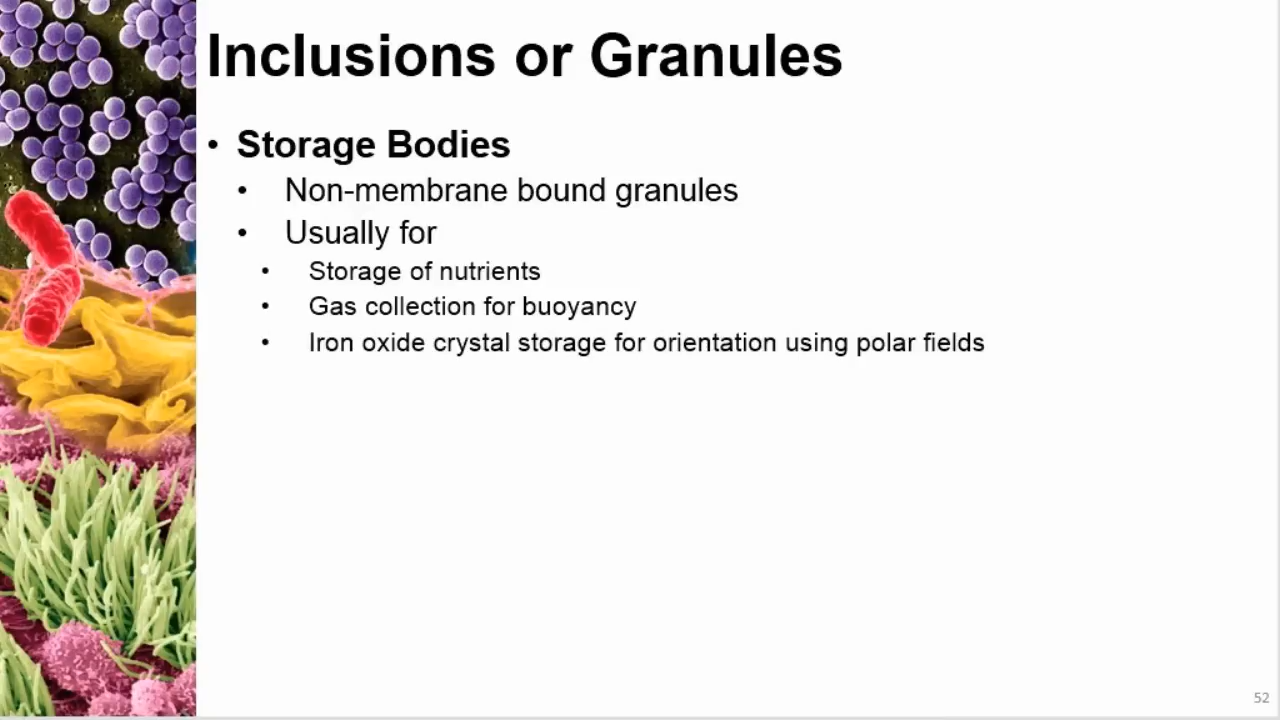 Inclusions or Granules
• Storage Bodies
• Non-membrane bound granules
• Usually for
• Storage of nutrients
• Gas collection for buoyancy
• Iron oxide crystal storage for orientation using polar fields
52